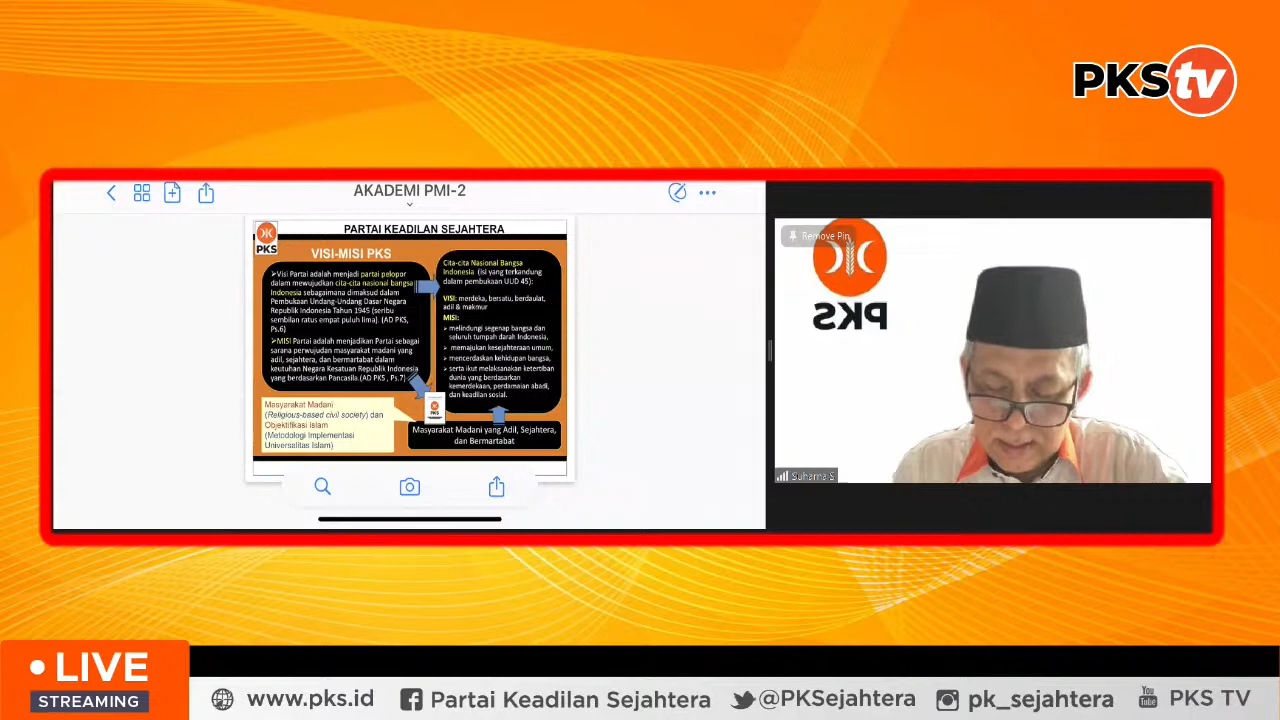 PKStv
AKADEMI PMI-2
PARTAI KEADILAN SEJAHTERA
PKS
VISI-MISI PKS
➢Visi Partai adalah menjadi partai pelopor
dalam mewujudkan cita-cita nasional bangsa
Indonesia sebagaimana dimaksud dalam
Pembukaan Undang-Undang Dasar Negara
Republik Indonesia Tahun 1945 (seribu
sembilan ratus empat puluh lima). (AD PKS,
Ps.6)
➢MISI Partai adalah menjadikan Partai sebagai
sarana perwujudan masyarakat madani yang
adil, sejahtera, dan bermartabat dalam
keutuhan Negara Kesatuan Republik Indonesia
yang berdasarkan Pancasila.(AD PKS , Ps.7)
Cita-cita Nasional Bangsa
Indonesia (isi yang terkandung
dalam pembukaan UUD 45):
VISI: merdeka, bersatu, berdaulat,
adil & makmur
MISI:
➢ melindungi segenap bangsa dan
seluruh tumpah darah Indonesia,
➢ memajukan kesejahteraan umum,
➢ mencerdaskan kehidupan bangsa,
➢ serta ikut melaksanakan ketertiban
dunia yang berdasarkan
kemerdekaan, perdamaian abadi,
dan keadilan sosial.
Masyarakat Madani
(Religious-based civil society) dan
Objektifikasi Islam
(Metodologi Implementasi
Universalitas Islam)
PKS
Masyarakat Madani yang Adil, Sejahtera,
dan Bermartabat
Remove Pin
PKS
Suharna S
LIVE
STREAMING
www.pks.id
Partai Keadilan Sejahtera
@PKSejahtera
pk_sejahtera
You
Tube
PKS TV